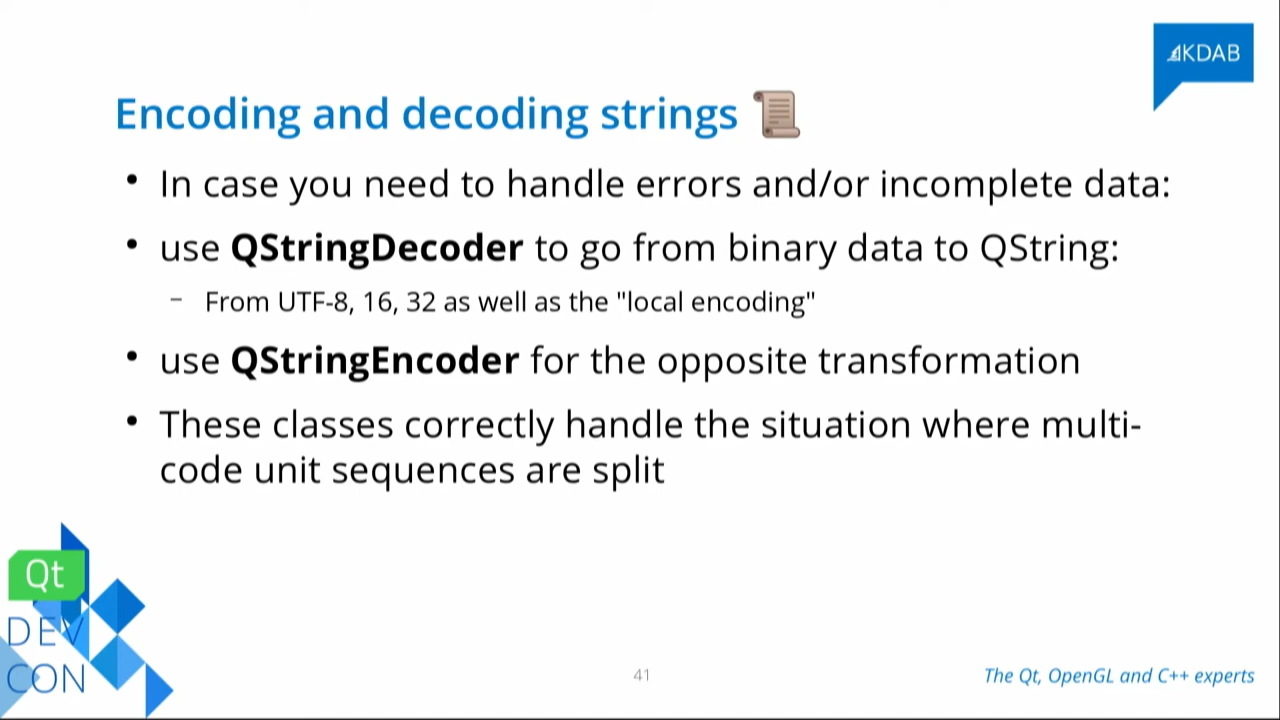 KDAB
Encoding and decoding strings
• In case you need to handle errors and/or incomplete data:
• use QStringDecoder to go from binary data to QString:
– From UTF-8, 16, 32 as well as the "local encoding"
• use QStringEncoder for the opposite transformation
• These classes correctly handle the situation where multi-
code unit sequences are split
Qt
DEV
CON
41
The Qt, OpenGL and C++ experts